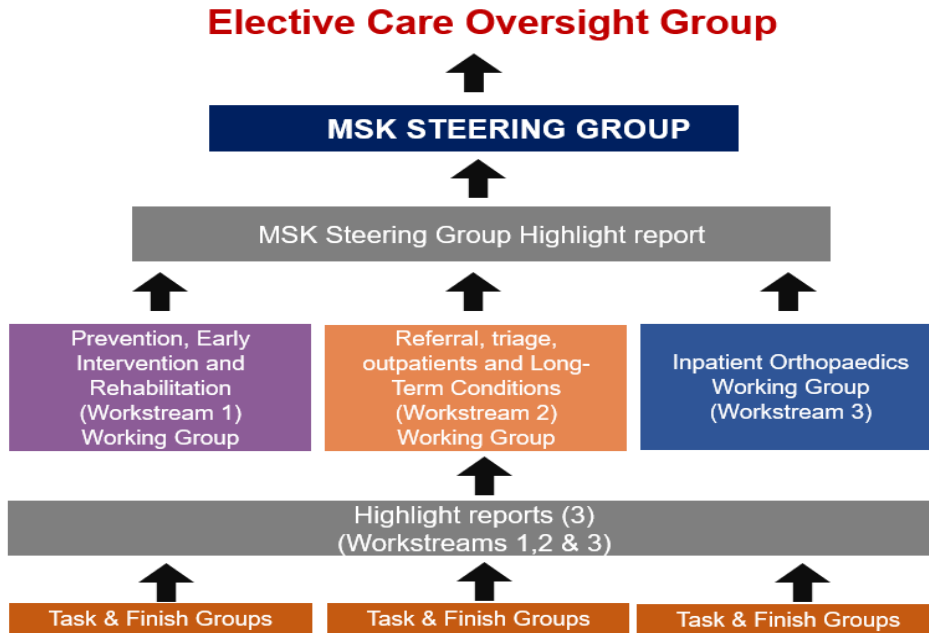 Elective Care Oversight Group
MSK STEERING GROUP
MSK Steering Group Highlight report
Prevention, Early
Intervention and
Rehabilitation
(Workstream 1)
Working Group
Referral, triage,
outpatients and Long-
Term Conditions
(Workstream 2)
Working Group
Inpatient Orthopaedics
Working Group
(Workstream 3)
Highlight reports (3)
(Workstreams 1,2 & 3)
Task & Finish Groups
Task & Finish Groups
Task & Finish Groups